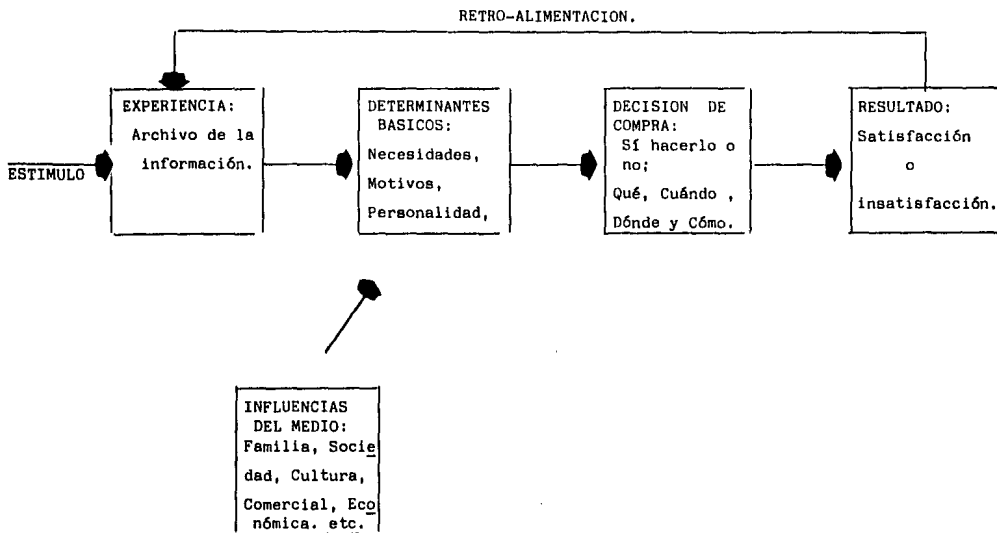 RETRO-ALIMENTACION.
ESTIMULO
EXPERIENCIA:
Archivo de la
información.
DETERMINANTES
BASICOS:
Necesidades,
Motivos,
Personalidad,
DECISION DE
COMPRA:
Sí hacerlo o
no;
Qué, Cuándo ,
Dónde y Cómo.
RESULTADO:
Satisfacción
o
insatisfacción.
INFLUENCIAS
DEL MEDIO:
Familia, Socie
dad, Cultura,
Comercial, Eco
nómica. etc.